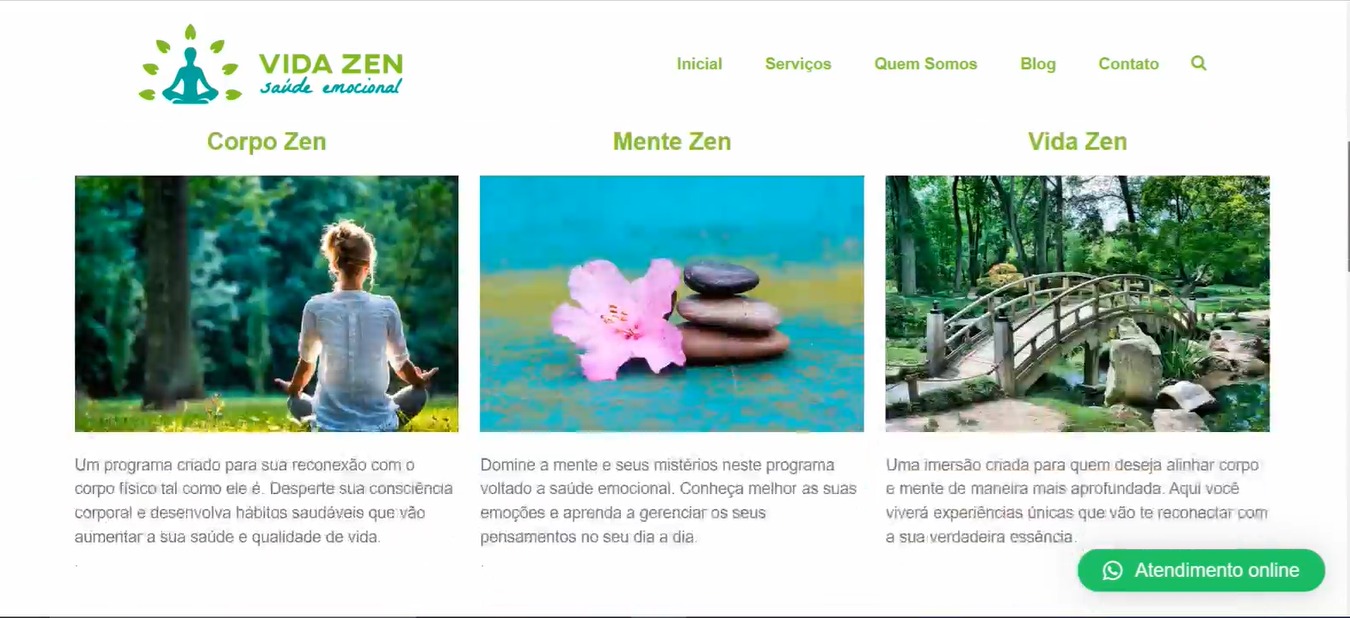 VIDA ZEN
saúde emocional
Inicial
Serviços
Quem Somos
Blog
Contato
Corpo Zen
Mente Zen
Vida Zen
Um programa criado para sua reconexão com o
corpo físico tal como ele é. Desperte sua consciência
corporal e desenvolva hábitos saudáveis que vão
aumentar a sua saúde e qualidade de vida.
.
Domine a mente e seus mistérios neste programa
voltado a saúde emocional. Conheça melhor as suas
emoções e aprenda a gerenciar os seus
pensamentos no seu dia a dia.
.
Uma imersão criada para quem deseja alinhar corpo
e mente de maneira mais aprofundada. Aqui você
viverá experiências únicas que vão te reconectar com
a sua verdadeira essência.
Atendimento online